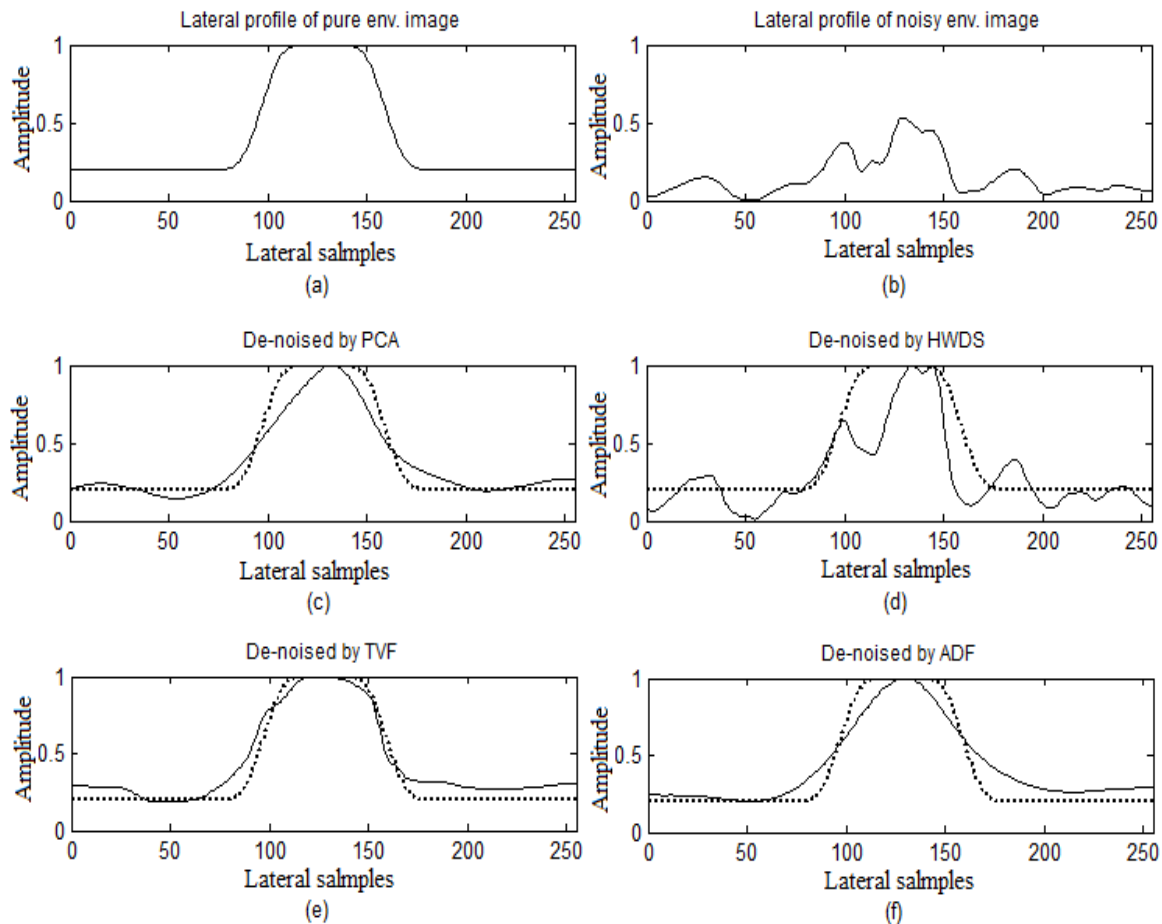 Lateral profile of pure env. image
Amplitude
1
0.5
0
0 50 100 150 200 250
Lateral salmples
(a)
Lateral profile of noisy env. image
Amplitude
1
0.5
0
0 50 100 150 200 250
Lateral salmples
(b)
De-noised by PCA
Amplitude
1
0.5
0
0 50 100 150 200 250
Lateral salmples
(c)
De-noised by HWDS
Amplitude
1
0.5
0
0 50 100 150 200 250
Lateral salmples
(d)
De-noised by TVF
Amplitude
1
0.5
0
0 50 100 150 200 250
Lateral salmples
(e)
De-noised by ADF
Amplitude
1
0.5
0
0 50 100 150 200 250
Lateral salmples
(f)